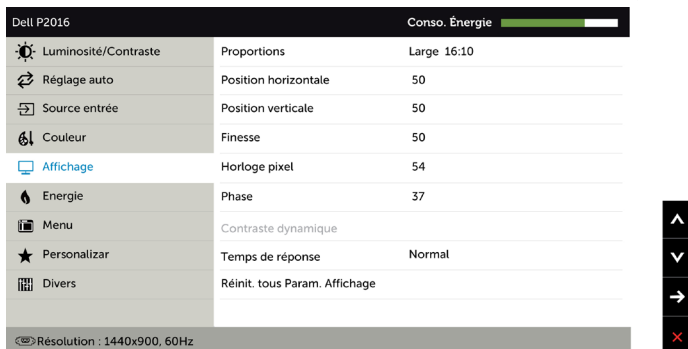 Dell P2016 Conso. Énergie
Luminosité/Contraste Proportions Large 16:10
Réglage auto Position horizontale 50
Source entrée Position verticale 50
Couleur Finesse 50
Affichage Horloge pixel 54
Energie Phase 37
Menu Contraste dynamique
Personalizar Temps de réponse Normal
Divers Réinit. tous Param. Affichage
Résolution : 1440x900, 60Hz